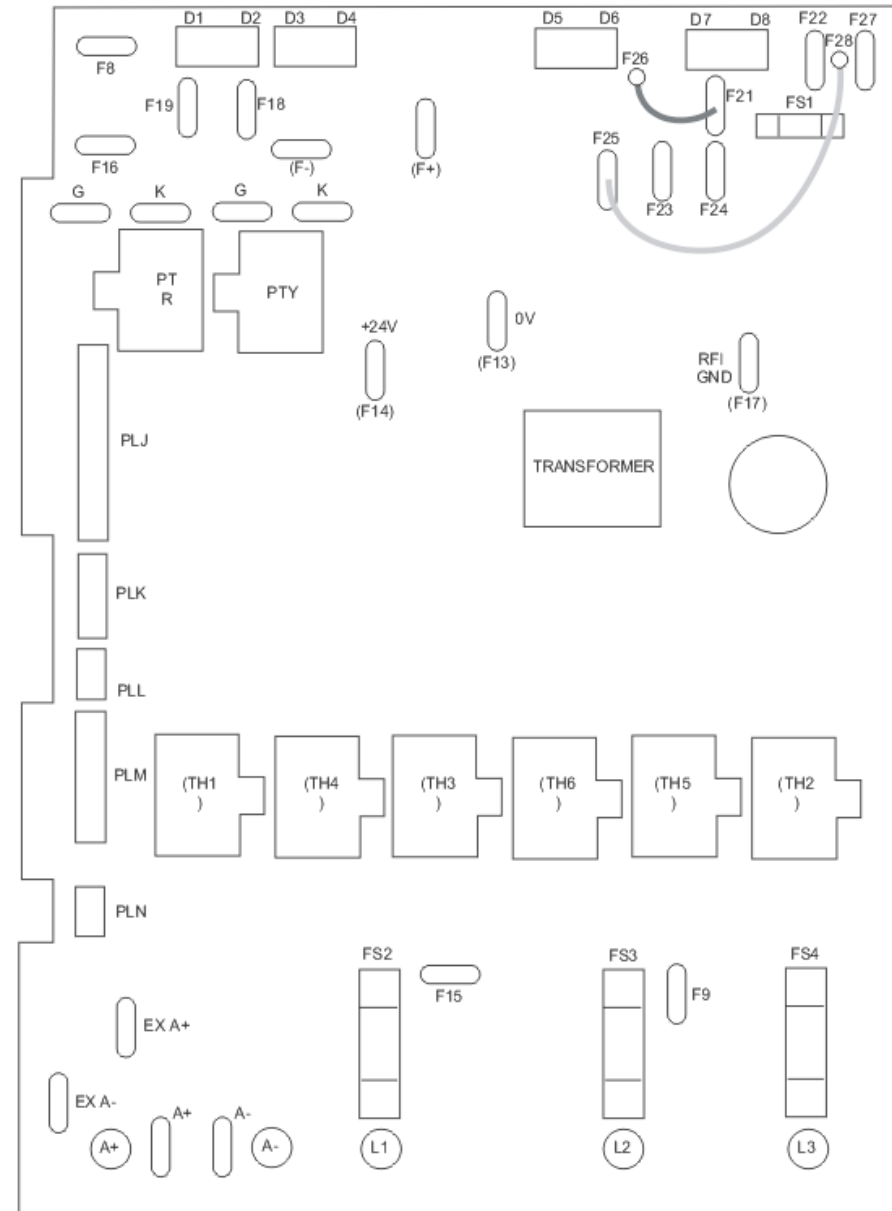 D1 D2 D3 D4 D5 D6 D7 D8 F22 F27
F8 F26 F28
F19 F18 F21 FS1
F16 (F-) (F+) F25
G K G K F23 F24
PT
R
PTY
+24V 0V
(F13)
(F14)
RFI
GND
(F17)
PLJ
TRANSFORMER
PLK
PLL
PLM
(TH1
)
(TH4
)
(TH3
)
(TH6
)
(TH5
)
(TH2
)
PLN
FS2 FS3 FS4
F15 F9
EX A+
EX A-
A+ A-
A+ A- L1 L2 L3